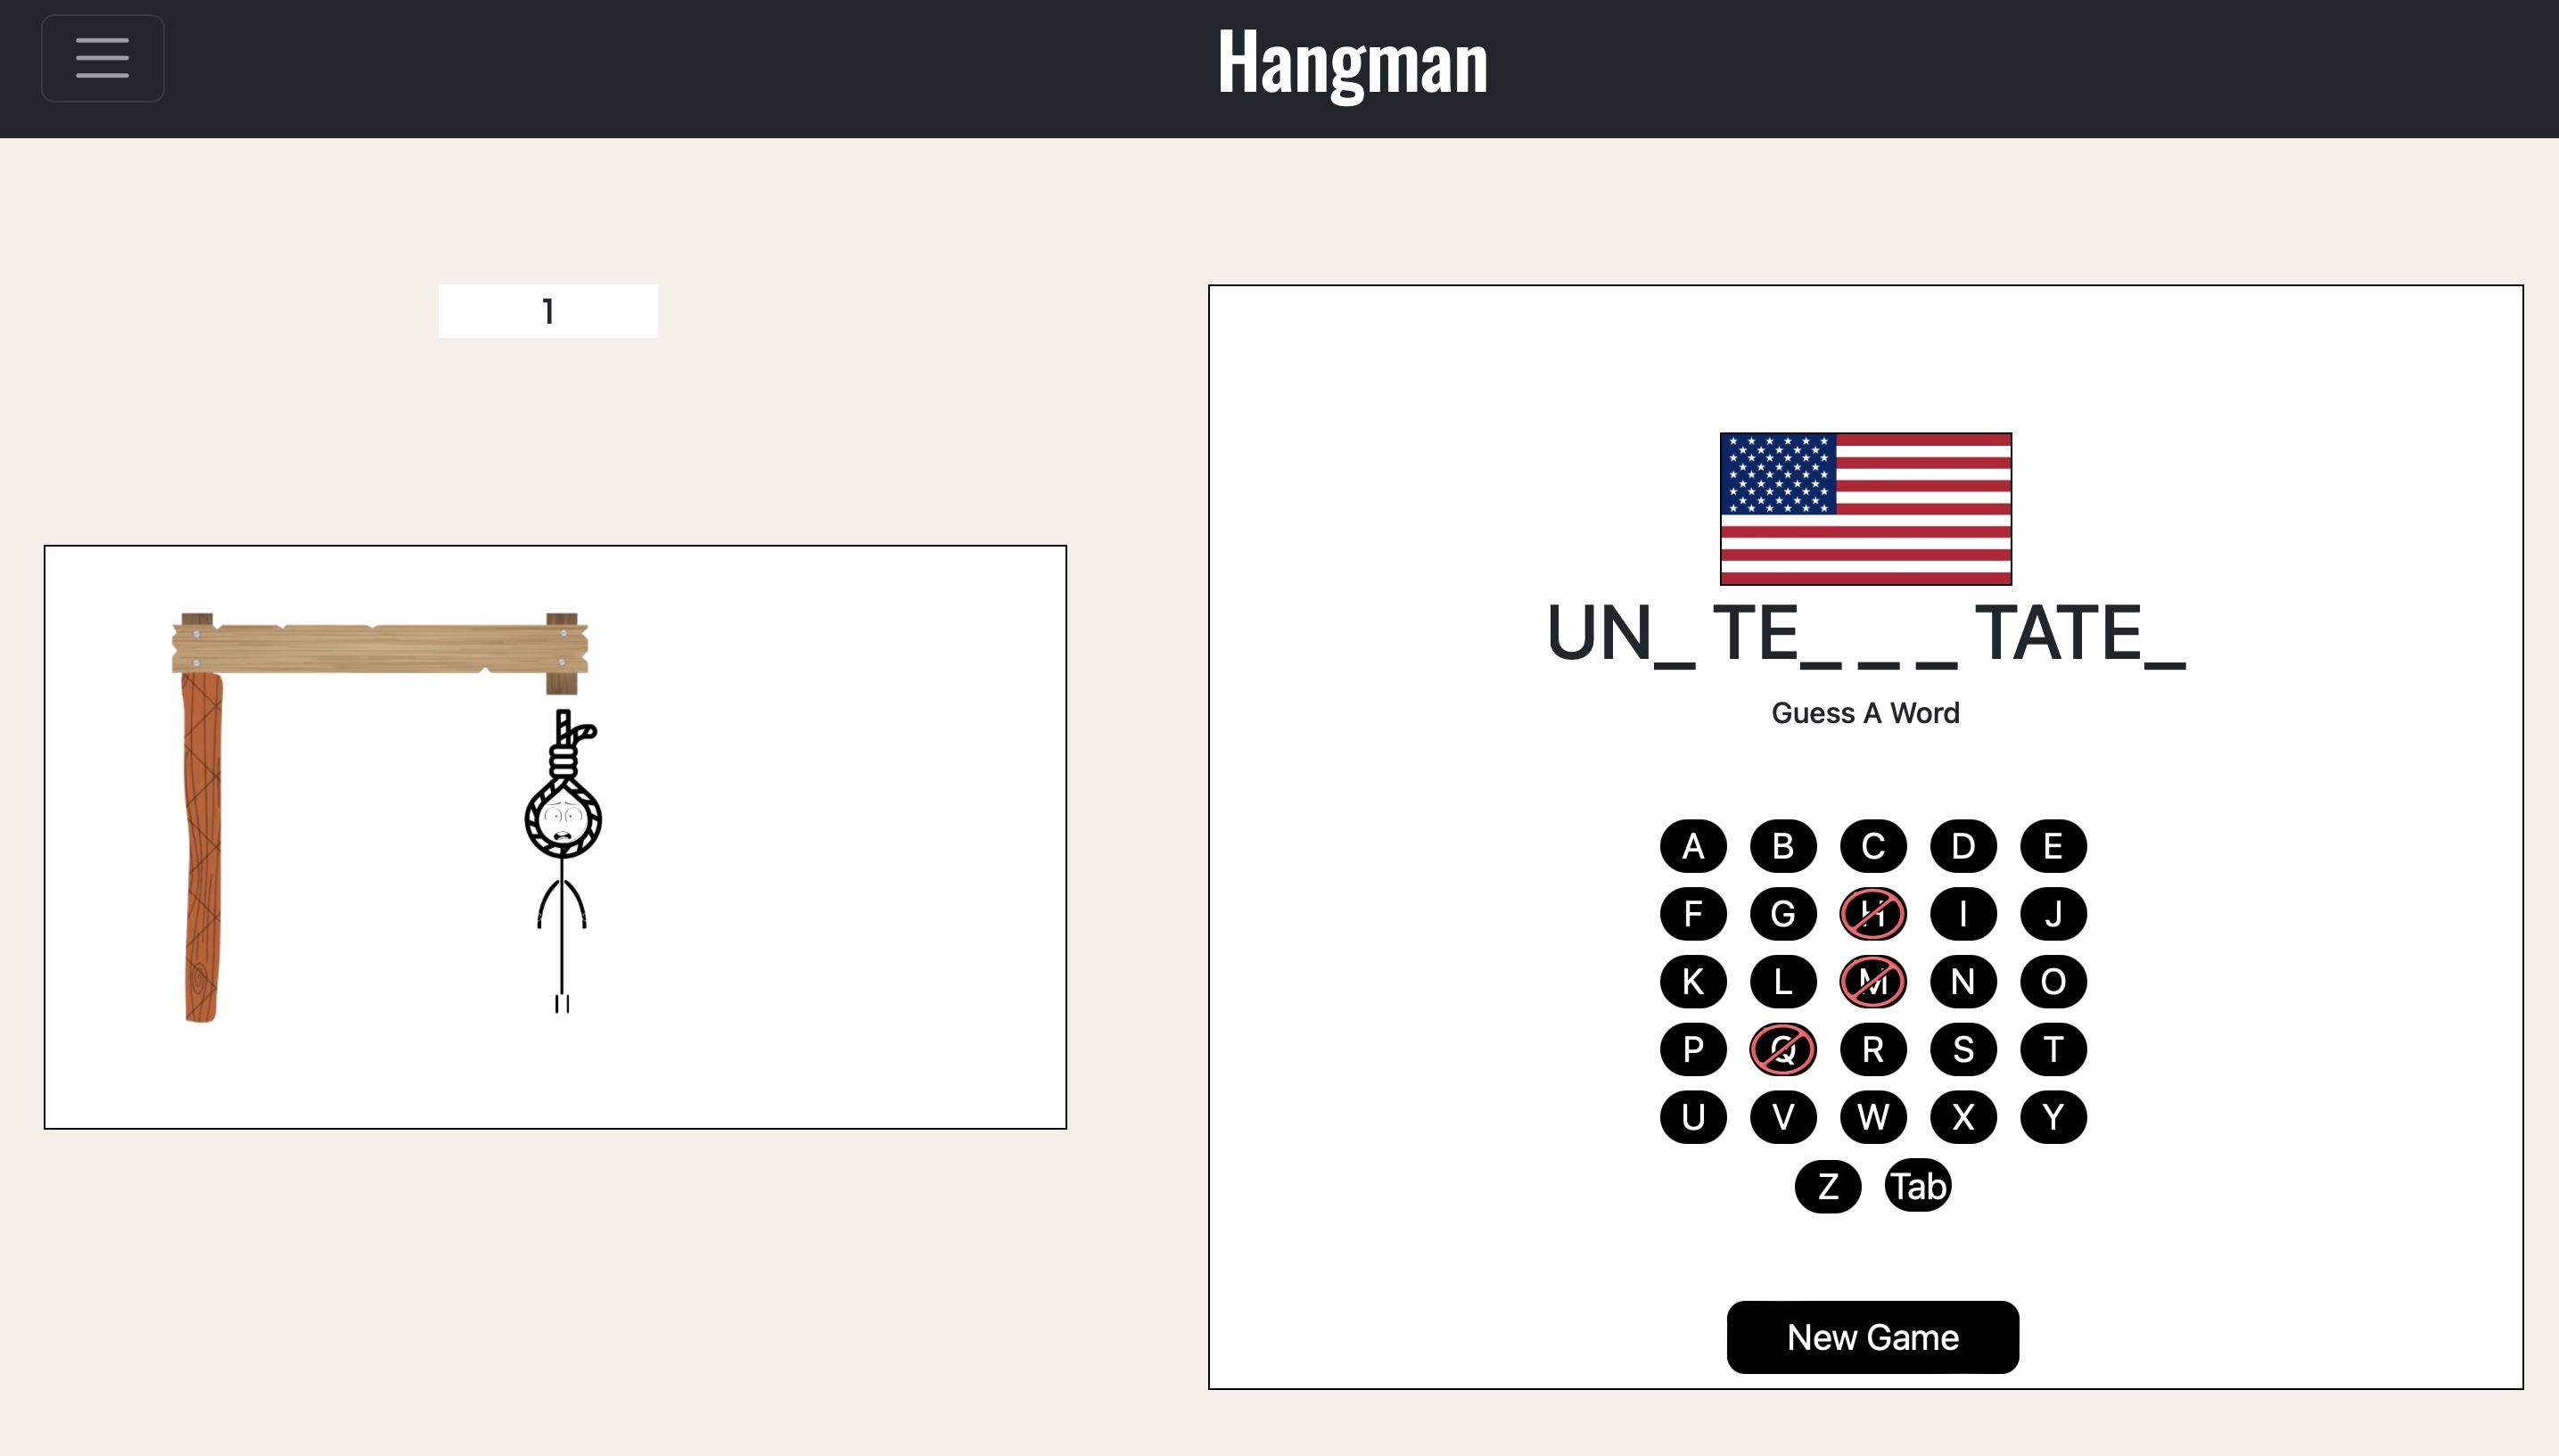 Hangman
1
UN_ TE_ _ _ TATE_
Guess A Word
A B C D E
F G H I J
K L M N O
P Q R S T
U V W X Y
Z Tab
New Game